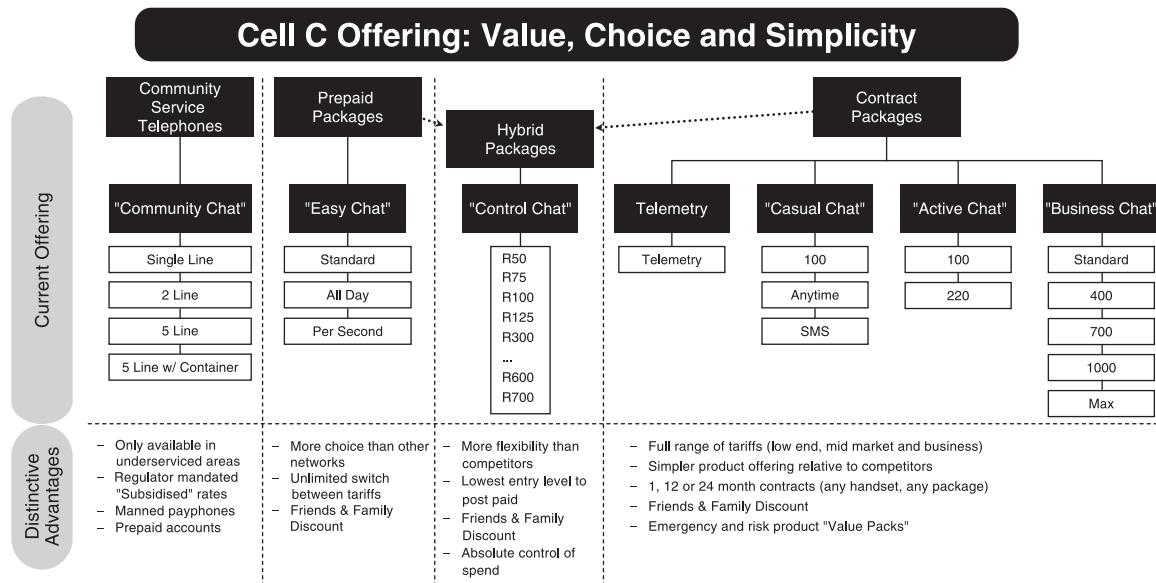 Cell C Offering: Value, Choice and Simplicity
Current Offering
Community
Service
Telephones
"Community Chat"
Single Line
2 Line
5 Line
5 Line w/ Container
Prepaid
Packages
"Easy Chat"
Standard
All Day
Per Second
Hybrid
Packages
"Control Chat"
R50
R75
R100
R125
R300
...
R600
R700
Contract
Packages
Telemetry
Telemetry
"Casual Chat"
100
Anytime
SMS
"Active Chat"
100
220
"Business Chat"
Standard
400
700
1000
Max
Distinctive
Advantages
– Only available in
underserviced areas
– Regulator mandated
"Subsidised" rates
– Manned payphones
– Prepaid accounts
– More choice than other
networks
– Unlimited switch
between tariffs
– Friends & Family
Discount
– More flexibility than
competitors
– Lowest entry level to
post paid
– Friends & Family
Discount
– Absolute control of
spend
– Full range of tariffs (low end, mid market and business)
– Simpler product offering relative to competitors
– 1, 12 or 24 month contracts (any handset, any package)
– Friends & Family Discount
– Emergency and risk product "Value Packs"